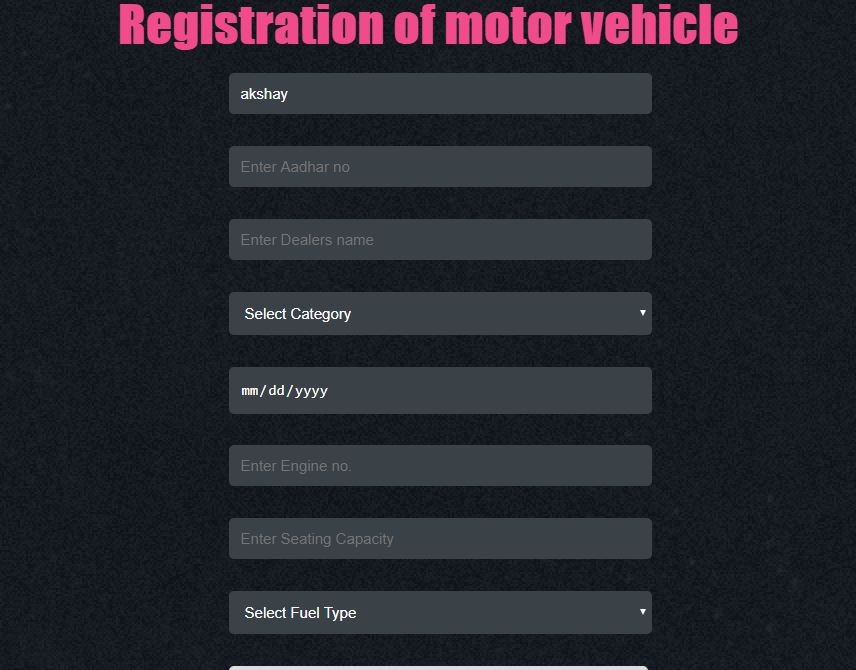 Registration of motor vehicle
akshay
Enter Aadhar no
Enter Dealers name
Select Category
mm/dd/yyyy
Enter Engine no.
Enter Seating Capacity
Select Fuel Type